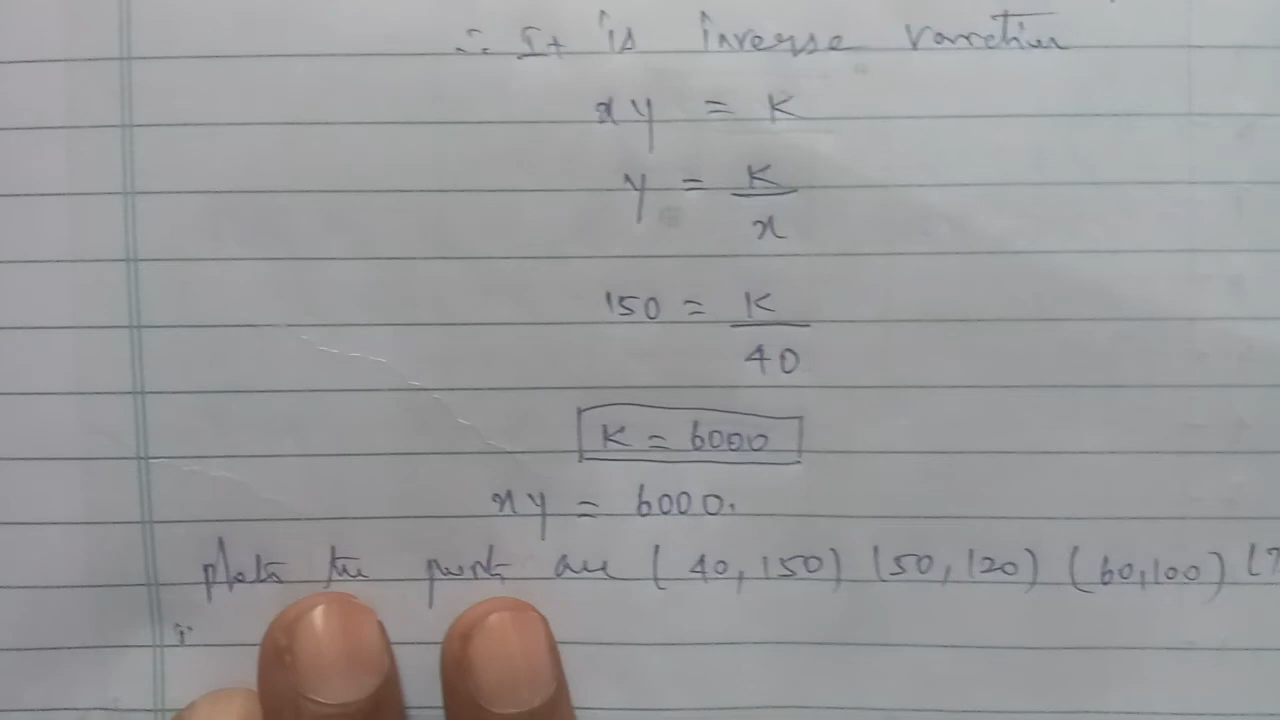 ∴ It is inverse variation
xy = K
y = K/x
150 = K/40
K = 6000
xy = 6000.
plots the points are (40,150) (50,120) (60,100) (7